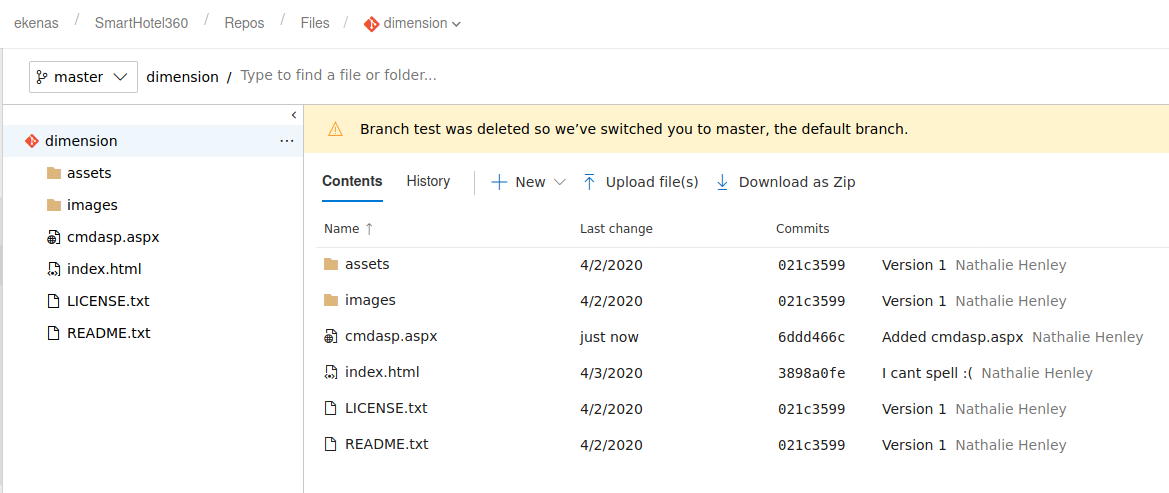 ekenas / SmartHotel360 / Repos / Files / dimension
master dimension / Type to find a file or folder...
dimension ...
assets
images
cmdasp.aspx
index.html
LICENSE.txt
README.txt
Branch test was deleted so we’ve switched you to master, the default branch.
Contents History New Upload file(s) Download as Zip
Name ↑ Last change Commits
assets 4/2/2020 021c3599 Version 1 Nathalie Henley
images 4/2/2020 021c3599 Version 1 Nathalie Henley
cmdasp.aspx just now 6ddd466c Added cmdasp.aspx Nathalie Henley
index.html 4/3/2020 3898a0fe I cant spell :( Nathalie Henley
LICENSE.txt 4/2/2020 021c3599 Version 1 Nathalie Henley
README.txt 4/2/2020 021c3599 Version 1 Nathalie Henley